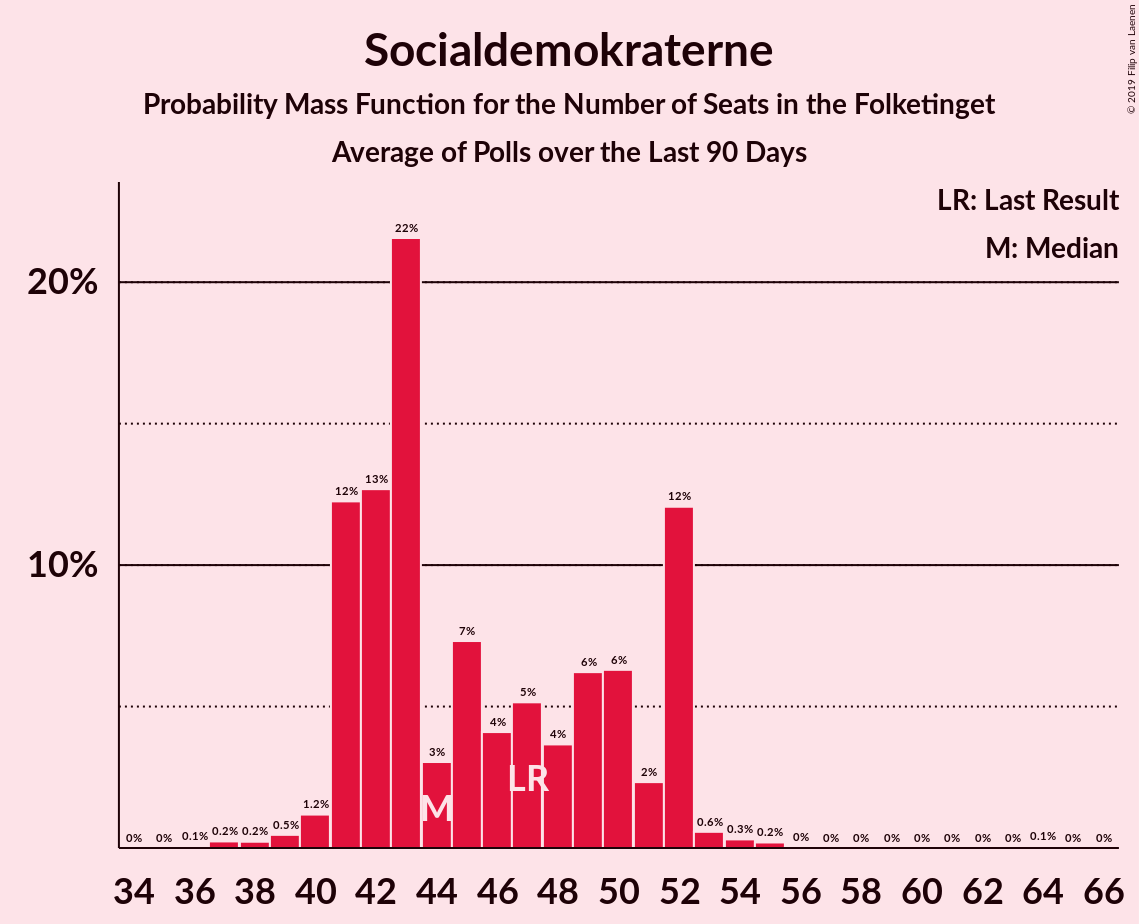 Socialdemokraterne
Probability Mass Function for the Number of Seats in the Folketinget
Average of Polls over the Last 90 Days
© 2019 Filip van Laenen
LR: Last Result
M: Median
20%
10%
0% 0% 0.1% 0.2% 0.2% 0.5% 1.2% 12% 13% 22% 3% 7% 4% 5% 4% 6% 6% 2% 12% 0.6% 0.3% 0.2% 0% 0% 0% 0% 0% 0% 0% 0% 0.1% 0% 0%
M LR
34 36 38 40 42 44 46 48 50 52 54 56 58 60 62 64 66